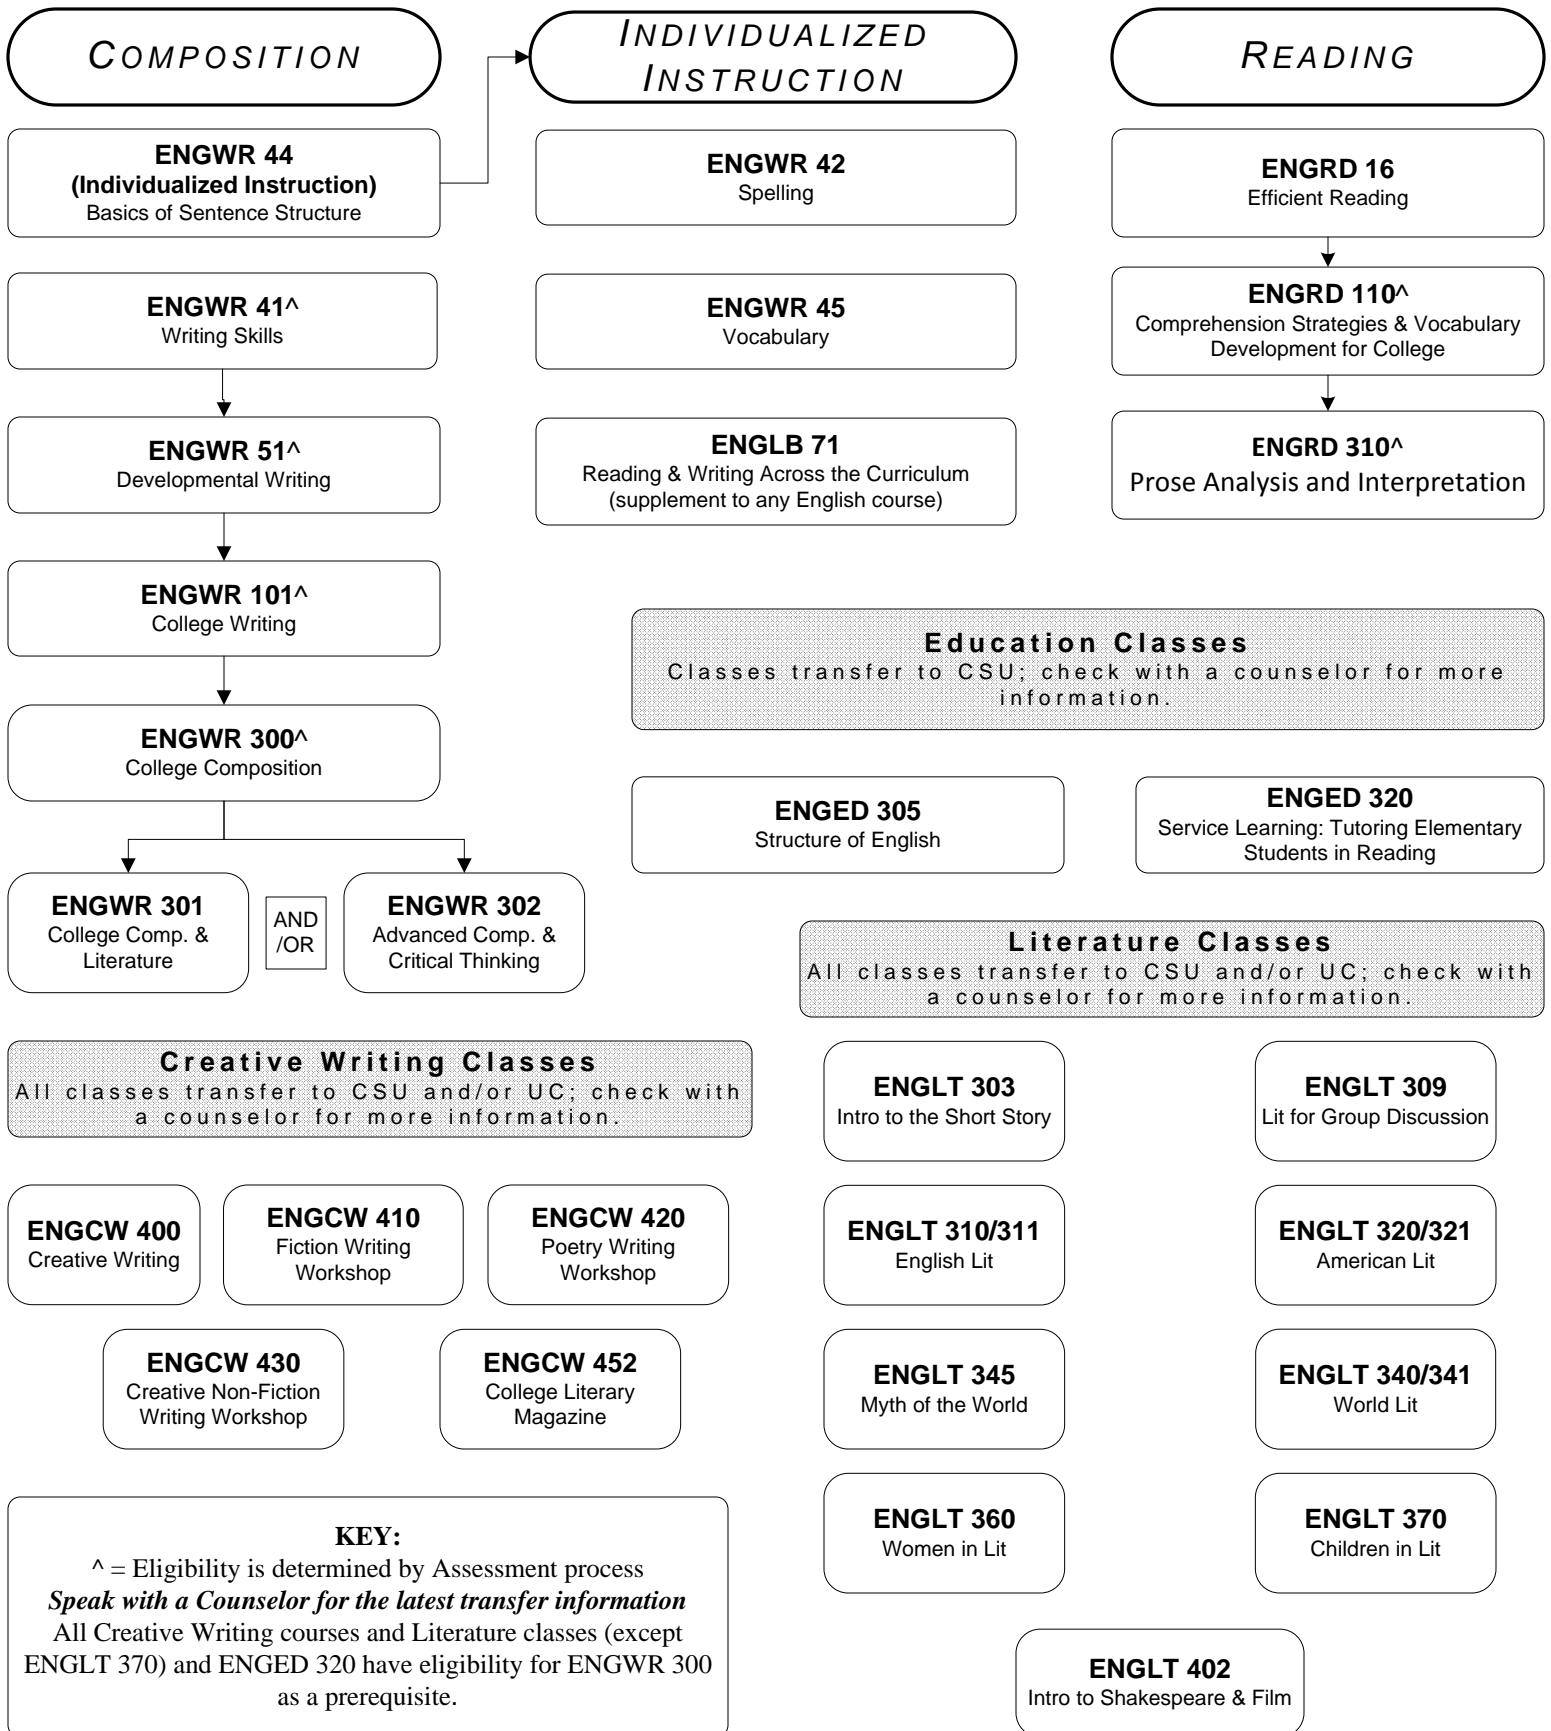 COMPOSITION
INDIVIDUALIZED
INSTRUCTION
READING
ENGWR 44
(Individualized Instruction)
Basics of Sentence Structure
ENGWR 42
Spelling
ENGRD 16
Efficient Reading
ENGWR 41^
Writing Skills
ENGWR 45
Vocabulary
ENGRD 110^
Comprehension Strategies & Vocabulary
Development for College
ENGWR 51^
Developmental Writing
ENGLB 71
Reading & Writing Across the Curriculum
(supplement to any English course)
ENGRD 310^
Prose Analysis and Interpretation
ENGWR 101^
College Writing
ENGWR 300^
College Composition
ENGWR 301
College Comp. &
Literature
AND
/OR
ENGWR 302
Advanced Comp. &
Critical Thinking
Education Classes
Classes transfer to CSU; check with a counselor for more
information.
ENGED 305
Structure of English
ENGED 320
Service Learning: Tutoring Elementary
Students in Reading
Literature Classes
All classes transfer to CSU and/or UC; check with
a counselor for more information.
ENGLT 303
Intro to the Short Story
ENGLT 309
Lit for Group Discussion
ENGLT 310/311
English Lit
ENGLT 320/321
American Lit
ENGLT 345
Myth of the World
ENGLT 340/341
World Lit
ENGLT 360
Women in Lit
ENGLT 370
Children in Lit
ENGLT 402
Intro to Shakespeare & Film
Creative Writing Classes
All classes transfer to CSU and/or UC; check with
a counselor for more information.
ENGCW 400
Creative Writing
ENGCW 410
Fiction Writing
Workshop
ENGCW 420
Poetry Writing
Workshop
ENGCW 430
Creative Non-Fiction
Writing Workshop
ENGCW 452
College Literary
Magazine
KEY:
^ = Eligibility is determined by Assessment process
Speak with a Counselor for the latest transfer information
All Creative Writing courses and Literature classes (except
ENGLT 370) and ENGED 320 have eligibility for ENGWR 300
as a prerequisite.